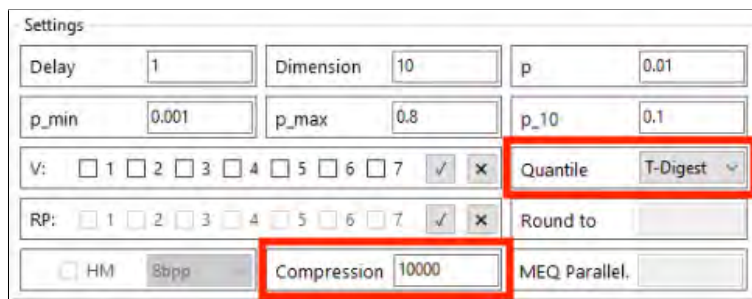 Settings
Delay 1 Dimension 10 p 0.01
p_min 0.001 p_max 0.8 p_10 0.1
V: 1 2 3 4 5 6 7 ✓ × Quantile T-Digest
RP: 1 2 3 4 5 6 7 ✓ × Round to
HM 8bpp Compression 10000 MEQ Parallel.